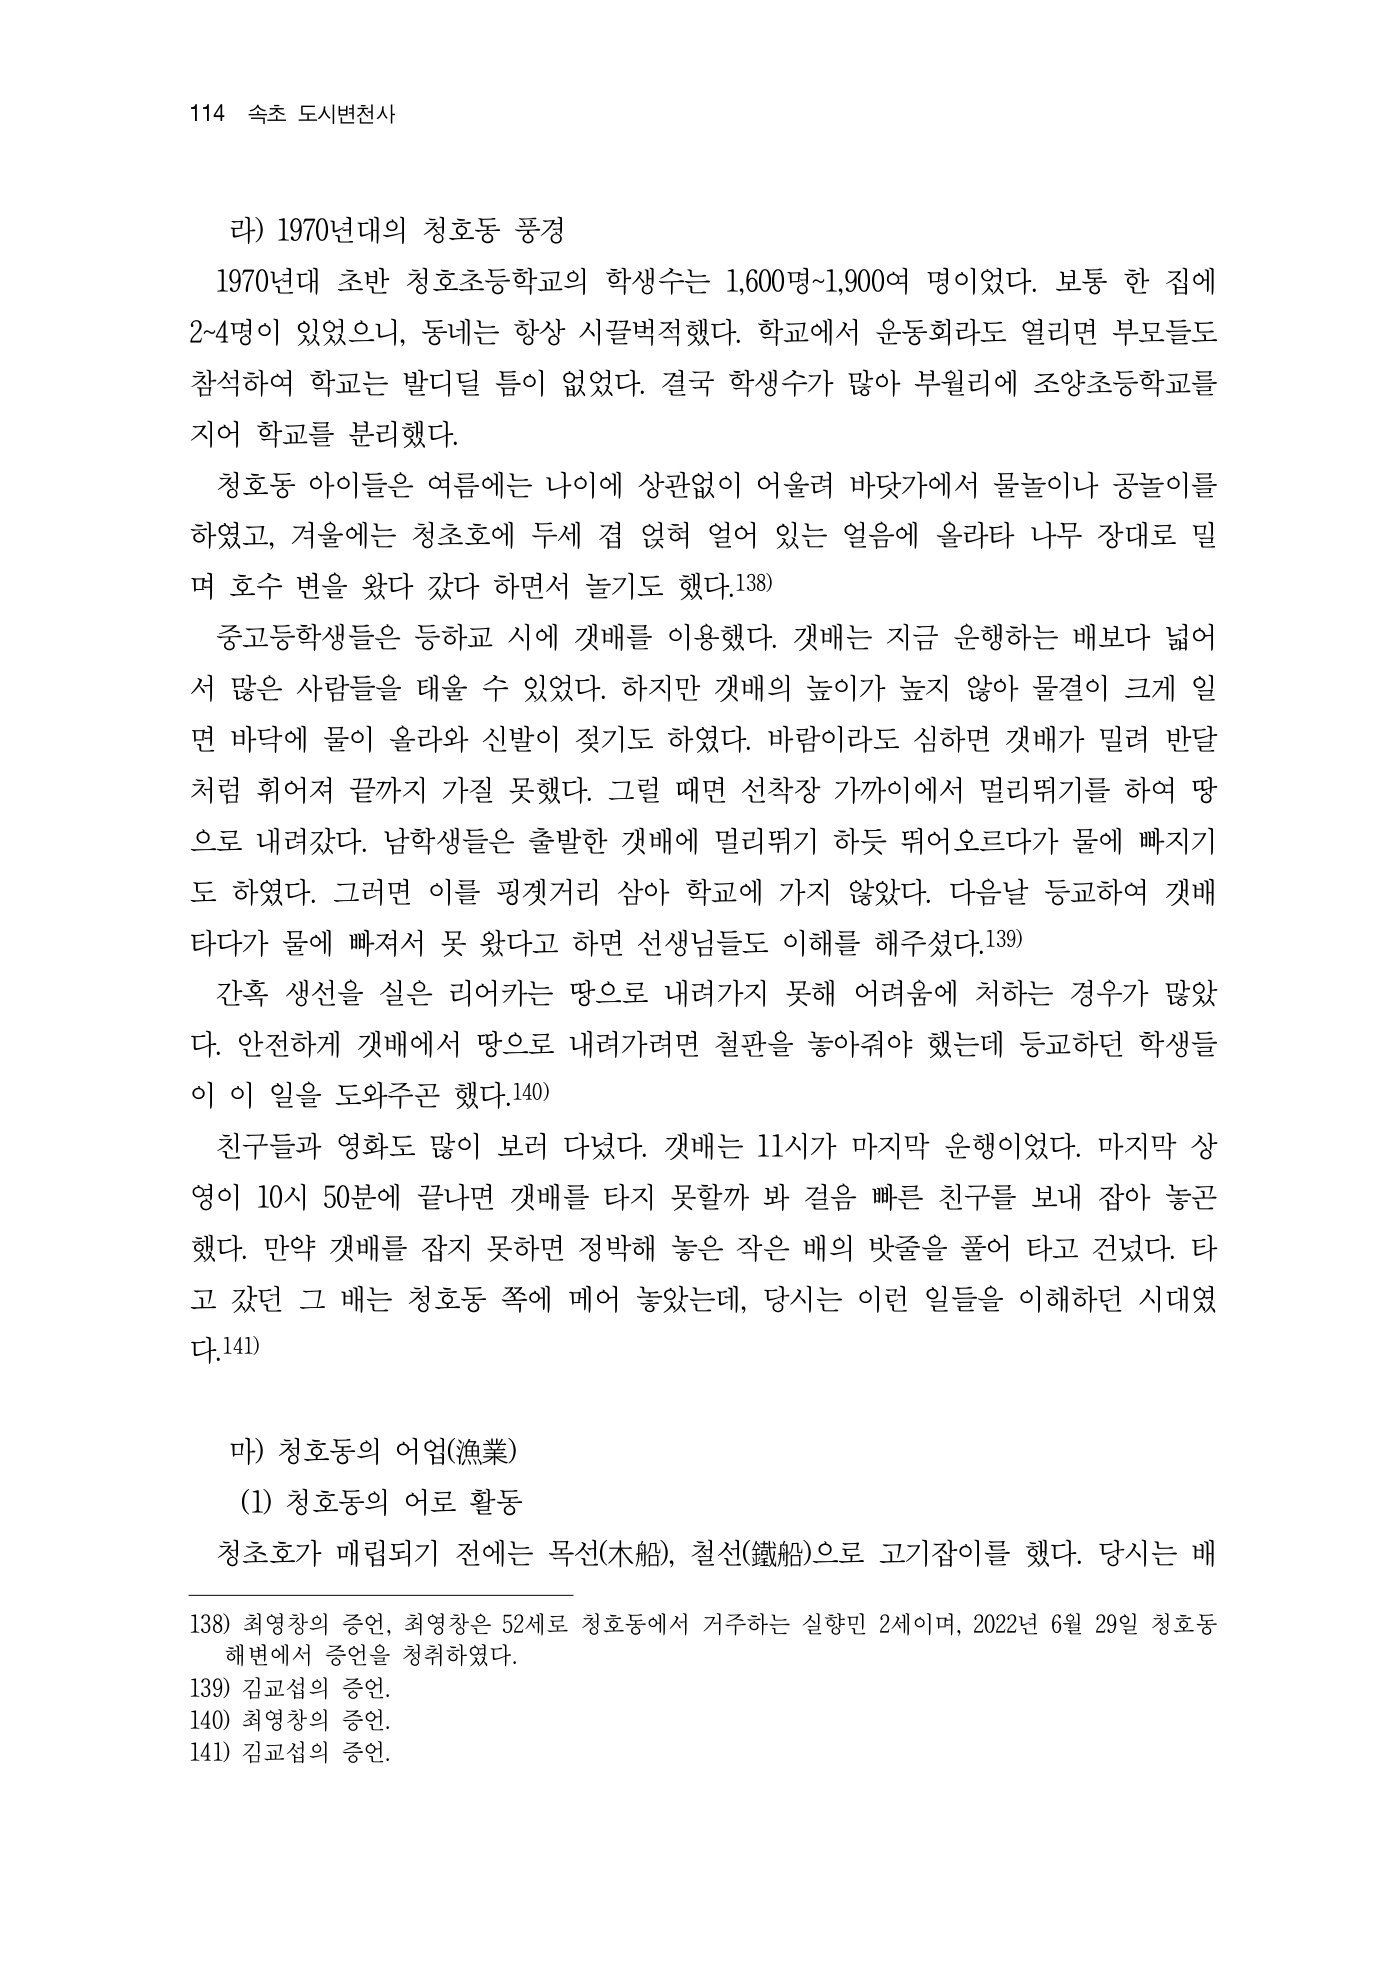 114 속초 도시변천사
라) 1970년대의 청호동 풍경
1970년대 초반 청호초등학교의 학생수는 1,600명~1,900여 명이었다. 보통 한 집에
2~4명이 있었으니, 동네는 항상 시끌벅적했다. 학교에서 운동회라도 열리면 부모들도
참석하여 학교는 발디딜 틈이 없었다. 결국 학생수가 많아 부월리에 조양초등학교를
지어 학교를 분리했다.
청호동 아이들은 여름에는 나이에 상관없이 어울려 바닷가에서 물놀이나 공놀이를
하였고, 겨울에는 청초호에 두세 겹 얹혀 얼어 있는 얼음에 올라타 나무 장대로 밀
며 호수 변을 왔다 갔다 하면서 놀기도 했다.138)
중고등학생들은 등하교 시에 갯배를 이용했다. 갯배는 지금 운행하는 배보다 넓어
서 많은 사람들을 태울 수 있었다. 하지만 갯배의 높이가 높지 않아 물결이 크게 일
면 바닥에 물이 올라와 신발이 젖기도 하였다. 바람이라도 심하면 갯배가 밀려 반달
처럼 휘어져 끝까지 가질 못했다. 그럴 때면 선착장 가까이에서 멀리뛰기를 하여 땅
으로 내려갔다. 남학생들은 출발한 갯배에 멀리뛰기 하듯 뛰어오르다가 물에 빠지기
도 하였다. 그러면 이를 핑곗거리 삼아 학교에 가지 않았다. 다음날 등교하여 갯배
타다가 물에 빠져서 못 왔다고 하면 선생님들도 이해를 해주셨다.139)
간혹 생선을 실은 리어카는 땅으로 내려가지 못해 어려움에 처하는 경우가 많았
다. 안전하게 갯배에서 땅으로 내려가려면 철판을 놓아줘야 했는데 등교하던 학생들
이 이 일을 도와주곤 했다.140)
친구들과 영화도 많이 보러 다녔다. 갯배는 11시가 마지막 운행이었다. 마지막 상
영이 10시 50분에 끝나면 갯배를 타지 못할까 봐 걸음 빠른 친구를 보내 잡아 놓곤
했다. 만약 갯배를 잡지 못하면 정박해 놓은 작은 배의 밧줄을 풀어 타고 건넜다. 타
고 갔던 그 배는 청호동 쪽에 메어 놓았는데, 당시는 이런 일들을 이해하던 시대였
다.141)
마) 청호동의 어업(漁業)
(1) 청호동의 어로 활동
청초호가 매립되기 전에는 목선(木船), 철선(鐵船)으로 고기잡이를 했다. 당시는 배
138) 최영창의 증언, 최영창은 52세로 청호동에서 거주하는 실향민 2세이며, 2022년 6월 29일 청호동
해변에서 증언을 청취하였다.
139) 김교섭의 증언.
140) 최영창의 증언.
141) 김교섭의 증언.